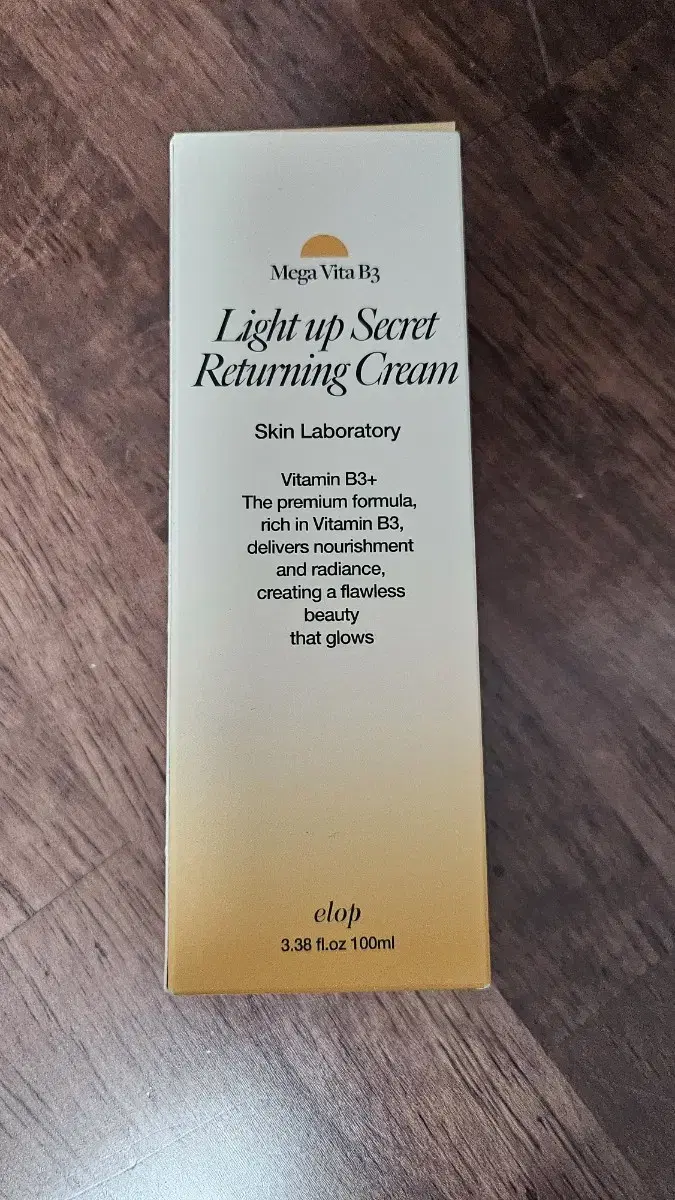 Mega Vita B3
Light up Secret
Returning Cream
Skin Laboratory
Vitamin B3+
The premium formula,
rich in Vitamin B3,
delivers nourishment
and radiance,
creating a flawless
beauty
that glows
elop
3.38 fl.oz 100ml